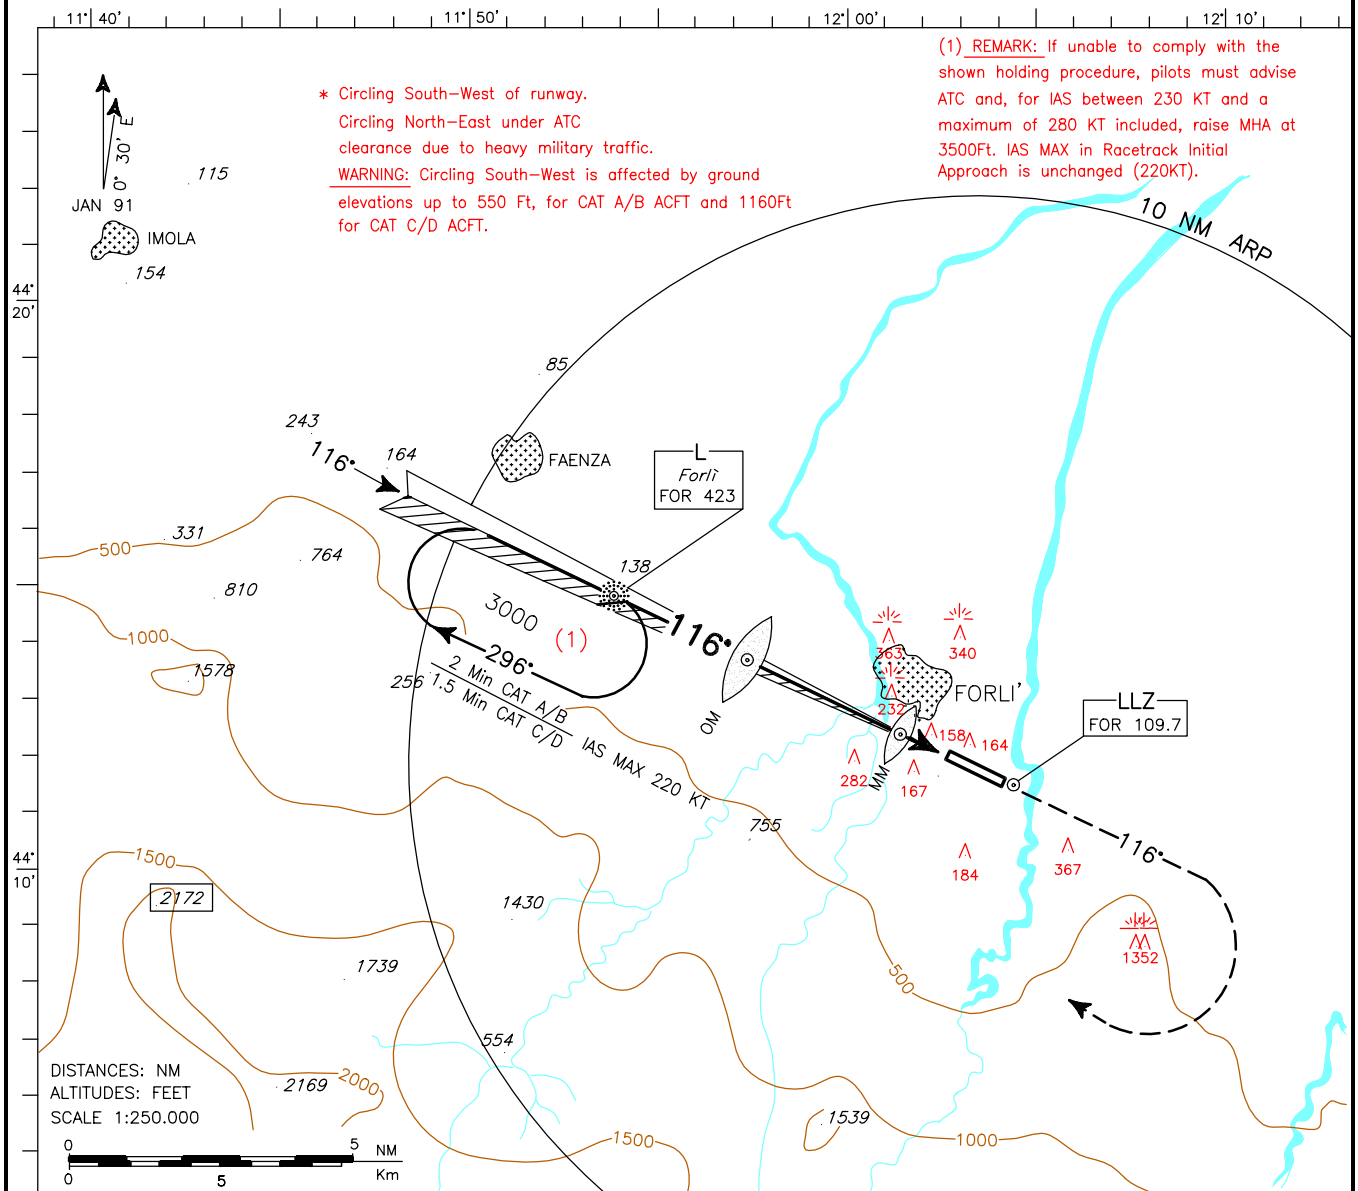 11° 40'
11° 50'
12° 00'
12° 10'
(1) REMARK: If unable to comply with the
shown holding procedure, pilots must advise
ATC and, for IAS between 230 KT and a
maximum of 280 KT included, raise MHA at
3500Ft. IAS MAX in Racetrack Initial
Approach is unchanged (220KT).
* Circling South-West of runway.
Circling North-East under ATC
clearance due to heavy military traffic.
WARNING: Circling South-West is affected by ground
elevations up to 550 Ft, for CAT A/B ACFT and 1160Ft
for CAT C/D ACFT.
0° 30' E
JAN 91
115
IMOLA
154
10 NM ARP
44°
20'
85
243
116°
164
FAENZA
L
Forlì
FOR 423
331
500
764
138
810
3000
(1)
116°
1000
296°
363
340
1578
256
2 Min CAT A/B
1.5 Min CAT C/D
IAS MAX 220 KT
OM
232
FORLI'
LLZ
FOR 109.7
158
164
282
MM
167
755
116°
184
367
44°
10'
1500
2172
1430
1352
1739
500
554
DISTANCES: NM
ALTITUDES: FEET
SCALE 1:250.000
2169
2000
1539
1500
1000
0
5
NM
Km
0
5